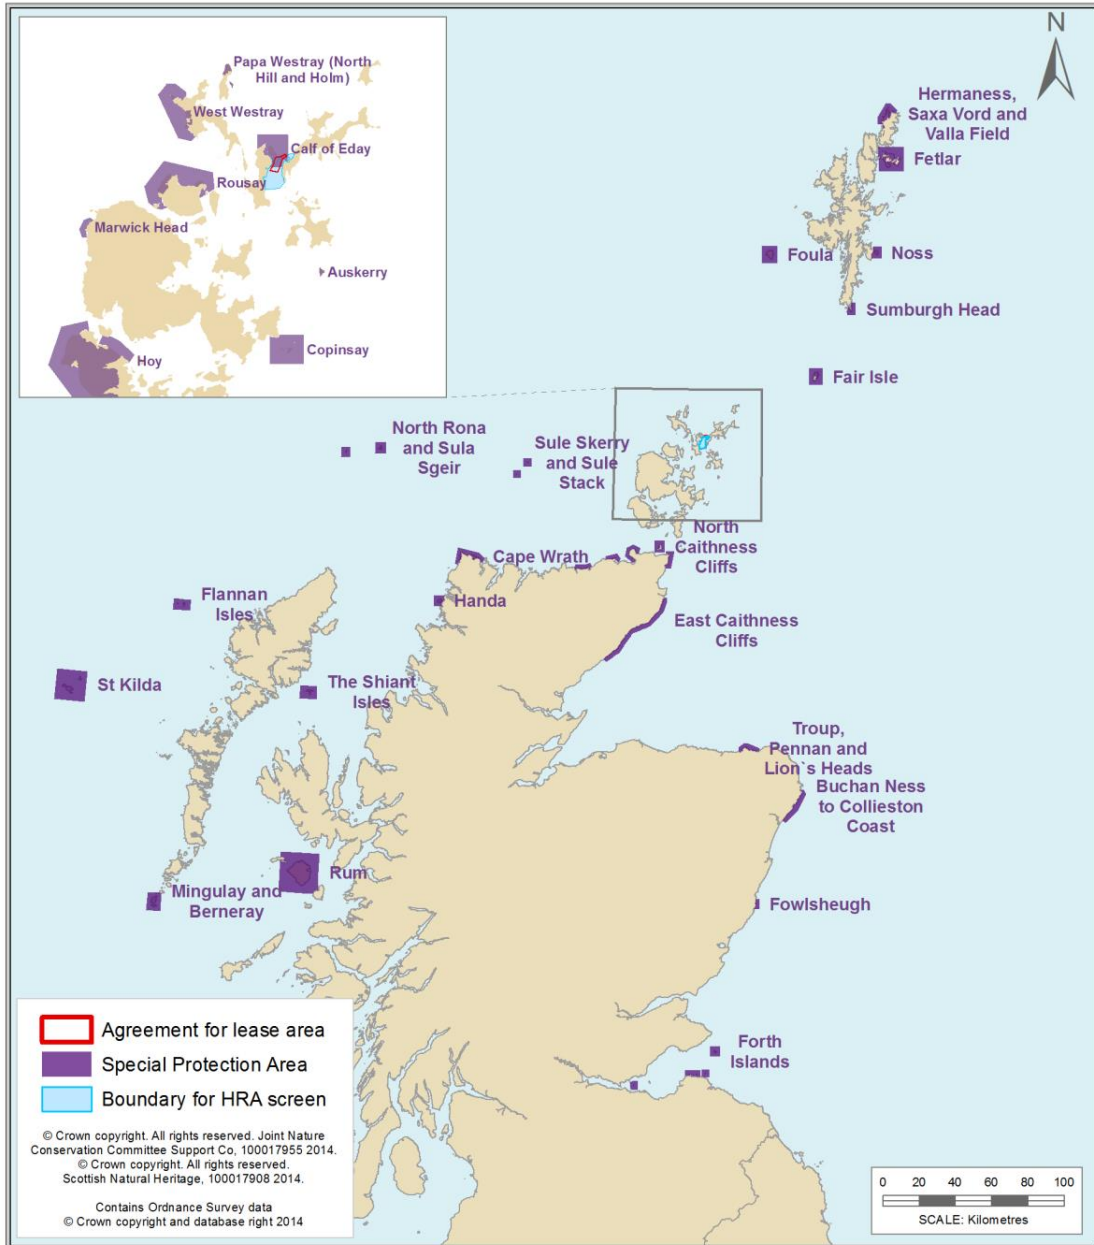 N
Papa Westray (North
Hill and Holm)
West Westray
Calf of Eday
Rousay
Marwick Head
Auskerry
Copinsay
Hoy
Hermaness,
Saxa Vord and
Valla Field
Fetlar
Foula
Noss
Sumburgh Head
Fair Isle
North Rona
and Sula
Sgeir
Sule Skerry
and Sule
Stack
North
Caithness
Cliffs
Cape Wrath
Flannan
Isles
Handa
East Caithness
Cliffs
St Kilda
The Shiant
Isles
Troup,
Pennan and
Lion`s Heads
Buchan Ness
to Collieston
Coast
Rum
Mingulay and
Berneray
Fowlsheugh
Forth
Islands
Agreement for lease area
Special Protection Area
Boundary for HRA screen
© Crown copyright. All rights reserved. Joint Nature
Conservation Committee Support Co, 100017955 2014.
© Crown copyright. All rights reserved.
Scottish Natural Heritage, 100017908 2014.
Contains Ordnance Survey data
© Crown copyright and database right 2014
0 20 40 60 80 100
SCALE: Kilometres